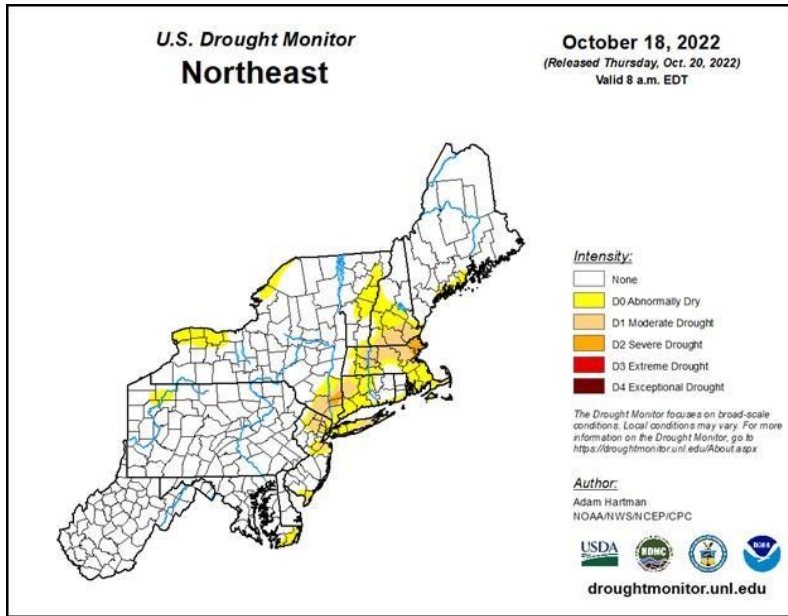 U.S. Drought Monitor
Northeast
October 18, 2022
(Released Thursday, Oct. 20, 2022)
Valid 8 a.m. EDT
Intensity:
None
D0 Abnormally Dry
D1 Moderate Drought
D2 Severe Drought
D3 Extreme Drought
D4 Exceptional Drought
The Drought Monitor focuses on broad-scale
conditions. Local conditions may vary. For more
information on the Drought Monitor, go to
https://droughtmonitor.unl.edu/About.aspx
Author:
Adam Hartman
NOAA/NWS/NCEP/CPC
USDA
NDMC
NOAA
droughtmonitor.unl.edu